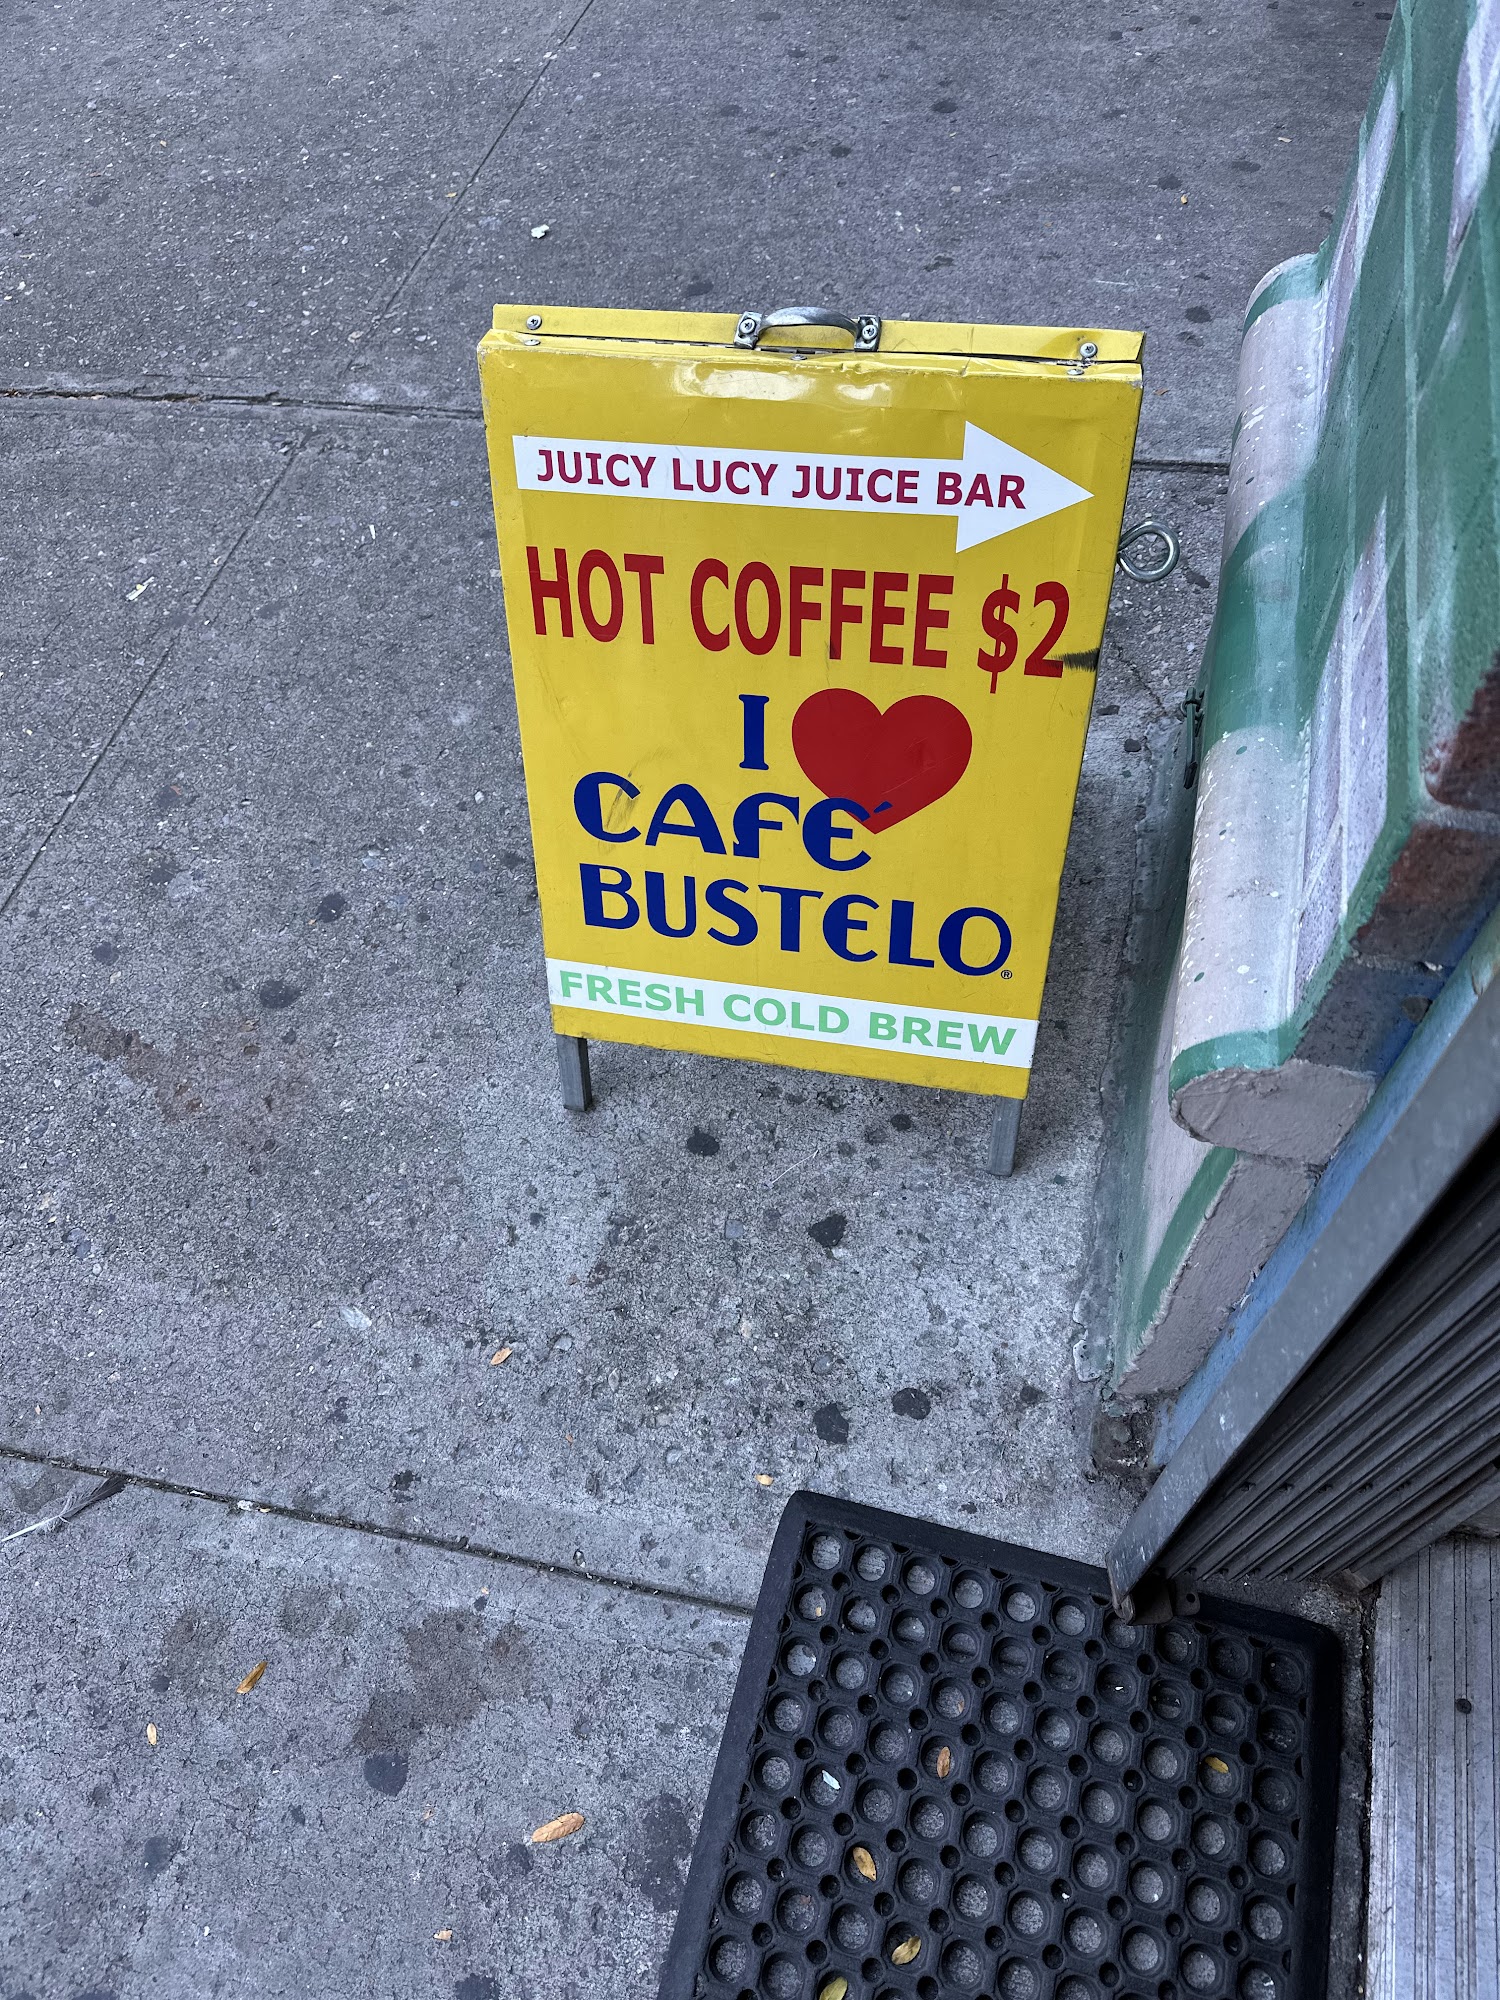 JUICY LUCY JUICE BAR
HOT COFFEE $2
I
CAFÉ
BUSTELO®
FRESH COLD BREW